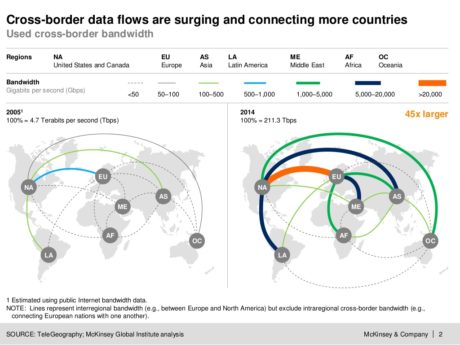 Cross-border data flows are surging and connecting more countries
Used cross-border bandwidth
Regions NA EU AS LA ME AF OC
United States and Canada Europe Asia Latin America Middle East Africa Oceania
Bandwidth
Gigabits per second (Gbps) <50 50–100 100–500 500–1,000 1,000–5,000 5,000–20,000 >20,000
2005¹
100% = 4.7 Terabits per second (Tbps)
NA
EU
ME
AS
AF
LA
OC
2014
100% = 211.3 Tbps
45x larger
NA
EU
ME
AS
AF
LA
OC
1 Estimated using public Internet bandwidth data.
NOTE: Lines represent interregional bandwidth (e.g., between Europe and North America) but exclude intraregional cross-border bandwidth (e.g.,
connecting European nations with one another).
SOURCE: TeleGeography; McKinsey Global Institute analysis McKinsey & Company | 2